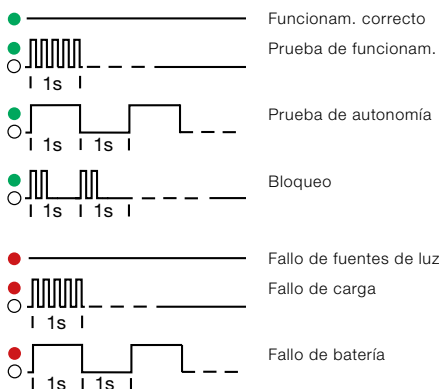 Funcionam. correcto
Prueba de funcionam.
1s
Prueba de autonomía
1s 1s
Bloqueo
1s 1s
Fallo de fuentes de luz
Fallo de carga
1s
Fallo de batería
1s 1s